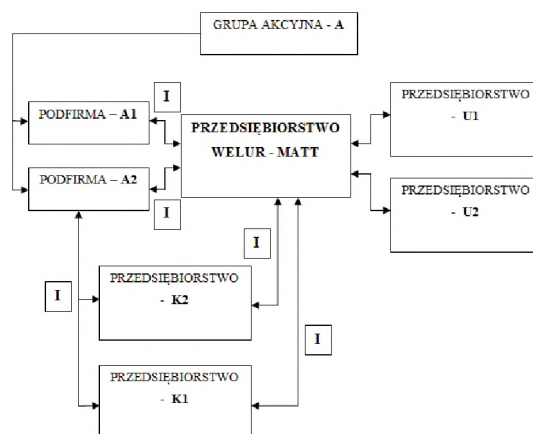 GRUPA AKCYJNA - A
I
PODFIRMA – A1
PRZEDSIĘBIORSTWO
WELUR - MATT
PRZEDSIĘBIORSTWO
- U1
PODFIRMA – A2
I
PRZEDSIĘBIORSTWO
- U2
I
I
PRZEDSIĘBIORSTWO
- K2
I
PRZEDSIĘBIORSTWO
- K1